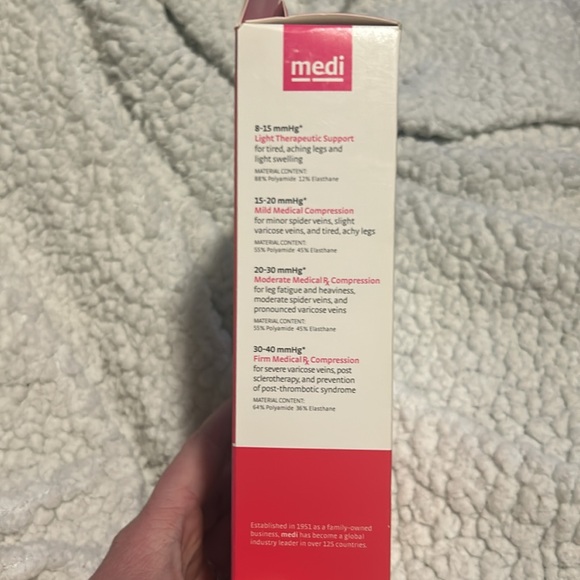 medi
8-15 mmHg*
Light Therapeutic Support
for tired, aching legs and
light swelling
MATERIAL CONTENT:
88% Polyamide 12% Elasthane
15-20 mmHg*
Mild Medical Compression
for minor spider veins, slight
varicose veins, and tired, achy legs
MATERIAL CONTENT:
55% Polyamide 45% Elasthane
20-30 mmHg*
Moderate Medical ℞ Compression
for leg fatigue and heaviness,
moderate spider veins, and
pronounced varicose veins
MATERIAL CONTENT:
55% Polyamide 45% Elasthane
30-40 mmHg*
Firm Medical ℞ Compression
for severe varicose veins, post
sclerotherapy, and prevention
of post-thrombotic syndrome
MATERIAL CONTENT:
64% Polyamide 36% Elasthane
Established in 1951 as a family-owned
business, medi has become a global
industry leader in over 125 countries.